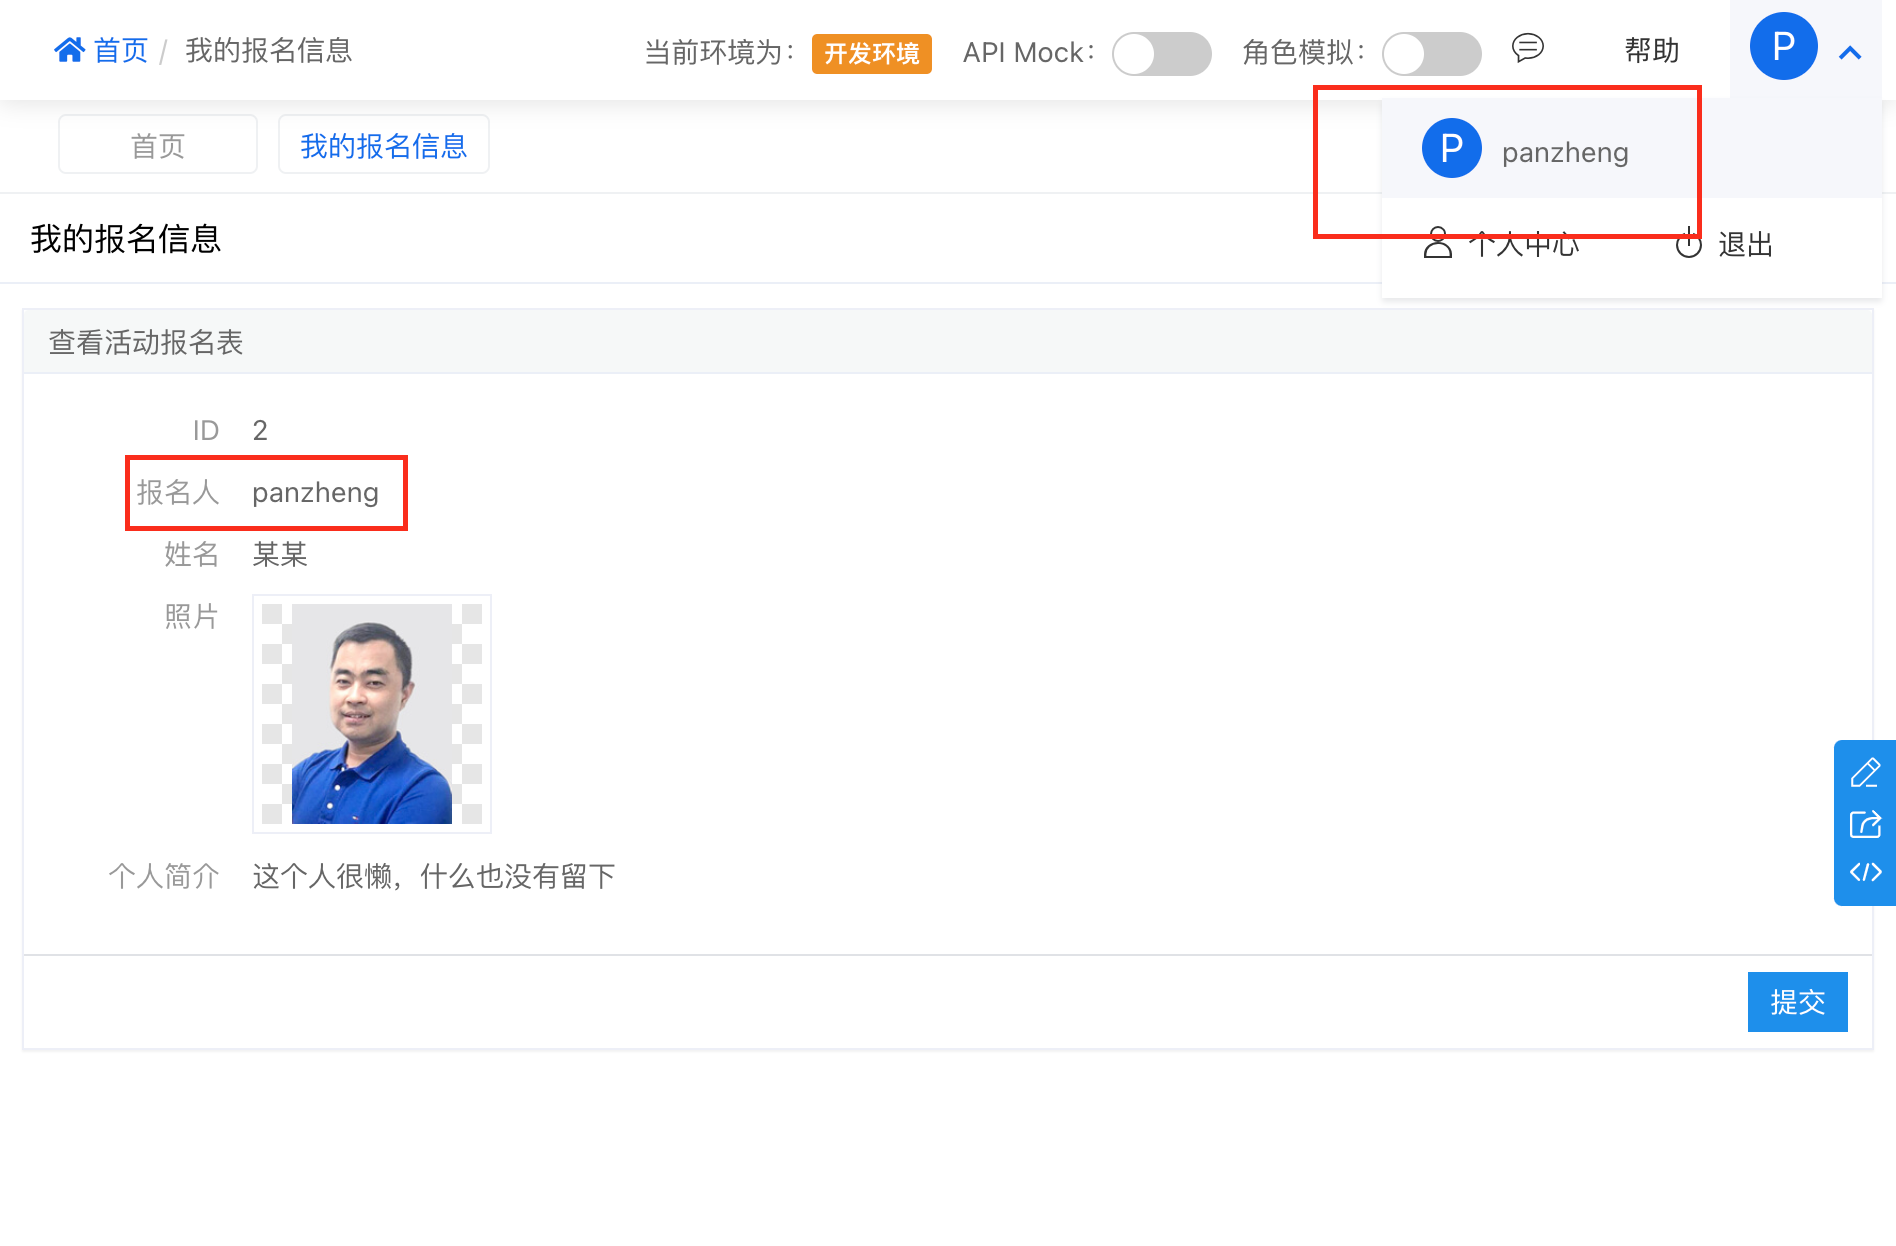 首页 / 我的报名信息
当前环境为： 开发环境 API Mock： 角色模拟： 帮助 P
首页 我的报名信息
P panzheng
个人中心 退出
我的报名信息
查看活动报名表
ID 2
报名人 panzheng
姓名 某某
照片
个人简介 这个人很懒，什么也没有留下
提交